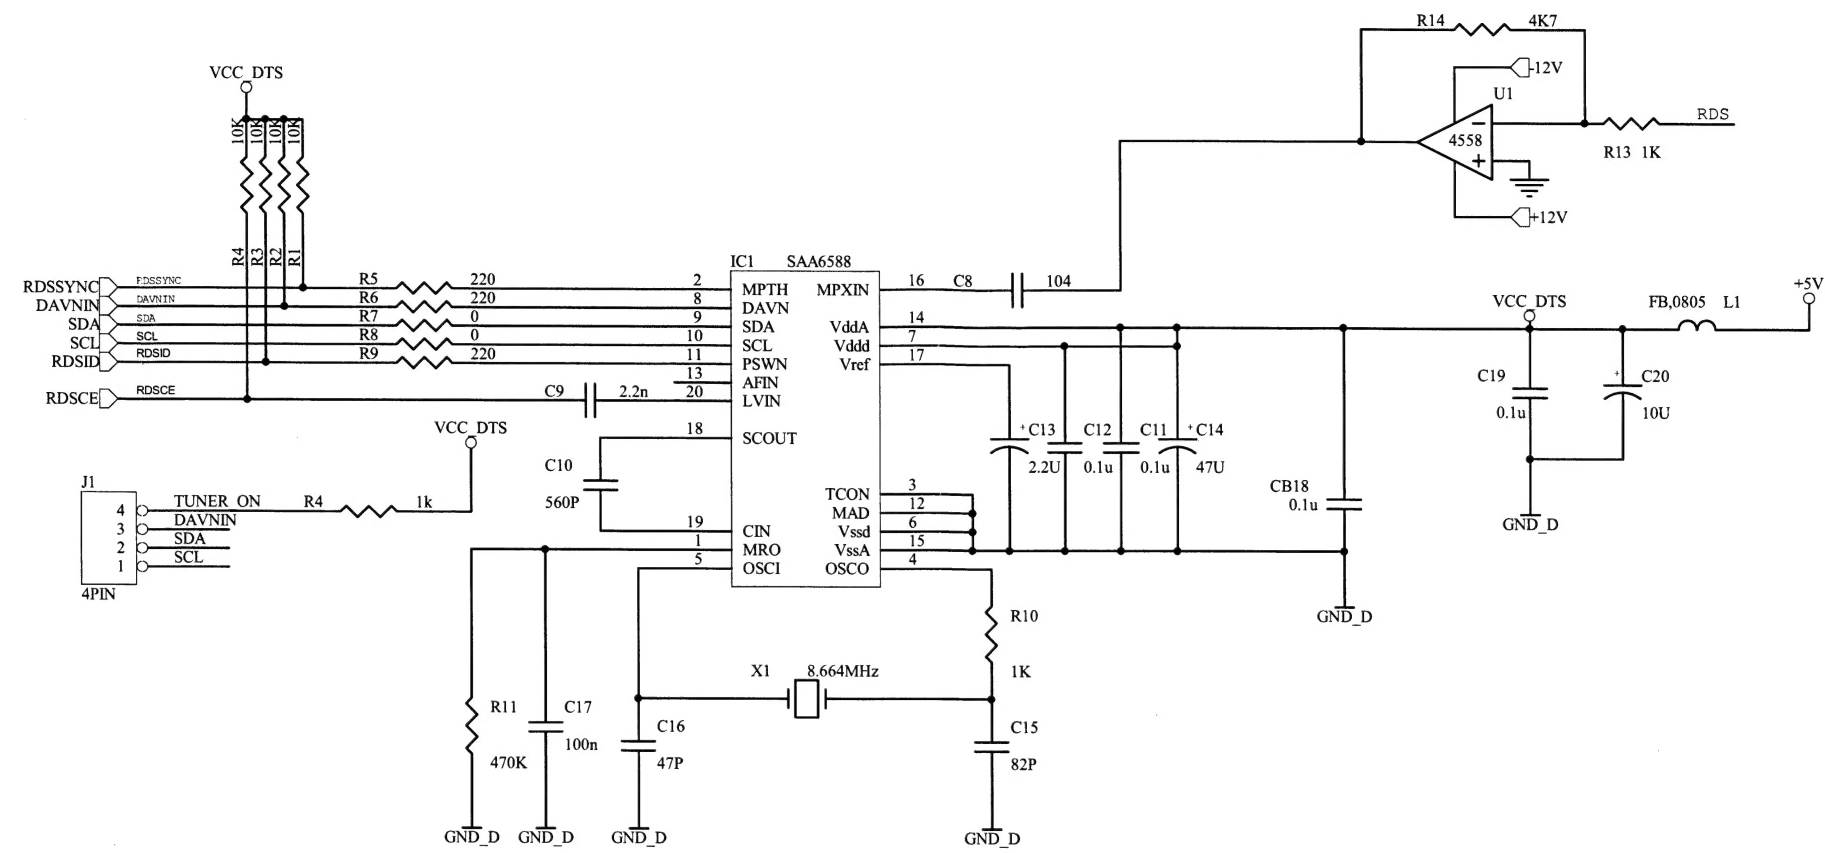 R14 4K7
-12V
U1
4558
+12V
R13 1K
RDS
VCC_DTS
10K 10K 10K 10K
R4 R3 R2 R1
RDSSYNC RDSSYNC R5 220
DAVNIN DAVNIN R6 220
SDA SDA R7 0
SCL SCL R8 0
RDSID RDSID R9 220
RDSCE RDSCE C9 2.2n
IC1 SAA6588
2 MPTH MPXIN 16
8 DAVN
9 SDA VddA 14
10 SCL Vddd 7
11 PSWN Vref 17
13 AFIN
20 LVIN
18 SCOUT
TCON 3
MAD 12
19 CIN Vssd 6
1 MRO VssA 15
5 OSCI OSCO 4
C8 104
VCC_DTS FB,0805 L1 +5V
C19 0.1u
+ C20 10U
GND_D
+ C13 2.2U
C12 0.1u
C11 0.1u
+ C14 47U
CB18 0.1u
GND_D
C10 560P
VCC_DTS
J1
4 TUNER_ON R4 1k
3 DAVNIN
2 SDA
1 SCL
4PIN
R10 1K
X1 8.664MHz
R11 470K
C17 100n
C16 47P
C15 82P
GND_D GND_D GND_D GND_D